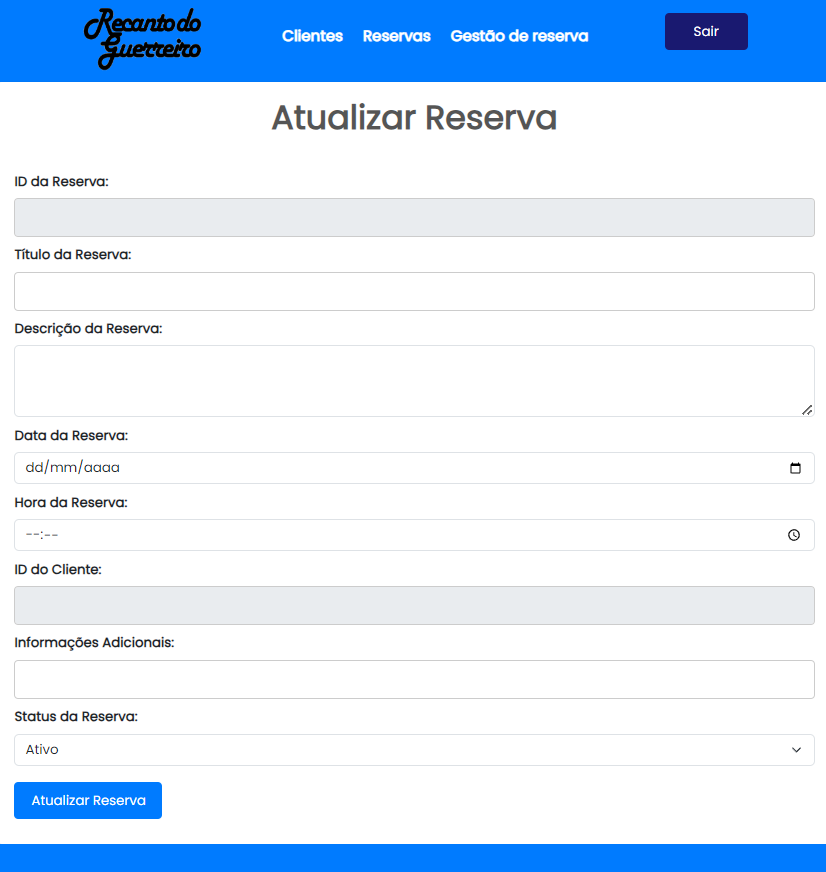 Recanto do
Guerreiro
Clientes Reservas Gestão de reserva
Sair
Atualizar Reserva
ID da Reserva:
Título da Reserva:
Descrição da Reserva:
Data da Reserva:
dd/mm/aaaa
Hora da Reserva:
--:--
ID do Cliente:
Informações Adicionais:
Status da Reserva:
Ativo
Atualizar Reserva